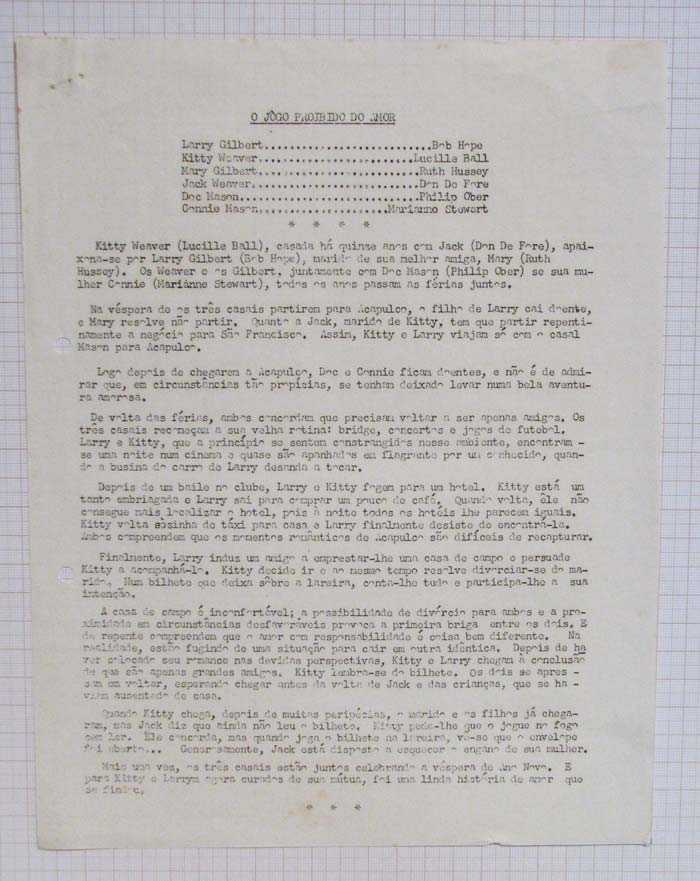 O JÔGO PROIBIDO DO AMOR
Larry Gilbert............................Bob Hope
Kitty Weaver..........................Lucille Ball
Mary Gilbert...........................Ruth Hussey
Jack Weaver............................Don De Fore
Doc Mason..............................Philip Ober
Connie Mason.......................Marianne Stewart
* * * *
Kitty Weaver (Lucille Ball), casada há quinze anos com Jack (Don De Fore), apai-
xona-se por Larry Gilbert (Bob Hope), marido de sua melhor amiga, Mary (Ruth
Hussey). Os Weaver e os Gilbert, juntamente com Doc Mason (Philip Ober) se sua mu-
lher Connie (Mariànne Stewart), todos os anos passam as férias juntos.
Na véspera de os três casais partirem para Acapulco, o filho de Larry cai doente,
e Mary resolve não partir. Quanto a Jack, marido de Kitty, tem que partir repenti-
namente a negócio para São Francisco. Assim, Kitty e Larry viajam só com o casal
Mason para Acapulco.
Logo depois de chegarem a Acapulco, Doc e Connie ficam doentes, e não é de admi-
rar que, em circunstâncias tão propícias, se tenham deixado levar numa bela aventu-
ra amorosa.
De volta das férias, ambos concordam que precisam voltar a ser apenas amigos. Os
três casais recomeçam a sua velha rotina: bridge, concertos e jogos de futebol.
Larry e Kitty, que a princípio se sentem constrangidos nesse ambiente, encontram -
se uma noite num cinema e quase são apanhados em flagrante por um conhecido, quan-
do a busina do carro de Larry desanda a tocar.
Depois de um baile no clube, Larry e Kitty fogem para um hotel. Kitty está um
tanto embriagada e Larry sai para comprar um pouco de café. Quando volta, êle não
consegue mais localizar o hotel, pois à noite todos os hotéis lhe parecem iguais.
Kitty volta sòzinha de táxi para casa e Larry finalmente desiste de encontrá-la.
Ambos compreendem que os momentos românticos de Acapulco são difíceis de recapturar.
Finalmente, Larry induz um amigo a emprestar-lhe uma casa de campo e persuade
Kitty a acompanhá-lo. Kitty decide ir e ao mesmo tempo resolve divorciar-se do ma-
rido. Num bilhete que deixa sôbre a lareira, conta-lhe tudo e participa-lhe a sua
intenção.
A casa de campo é inconfortável; a possibilidade de divórcio para ambos e a pro-
ximidade em circunstâncias desfavoráveis provoca a primeira briga entre os dois. E
de repente compreendem que o amor com responsabilidade é coisa bem diferente. Na
realidade, estão fugindo de uma situação para cair em outra idêntica. Depois de ha
ver colocado seu romance nas devidas perspectivas, Kitty e Larry chegam à conclusão
de que são apenas grandes amigos. Kitty lembra-se do bilhete. Os dois se apres -
sam em voltar, esperando chegar antes da volta de Jack e das crianças, que se ha -
viam ausentado de casa.
Quando Kitty chega, depois de muitas peripécias, o marido e os filhos já chega-
ram, mas Jack diz que ainda não leu o bilhete. Kitty pede-lhe que o jogue no fogo
sem ler. Êle concorda, mas quando joga o bilhete na lareira, vê-se que o envelope
foi aberto... Generosamente, Jack está disposto a esquecer o engano de sua mulher.
Mais uma vez, os três casais estão juntos celebrando a véspera de Ano Novo. E
para Kitty e Larrym agora curados de sua mútua, foi uma linda história de amor que
se findou.
* * *